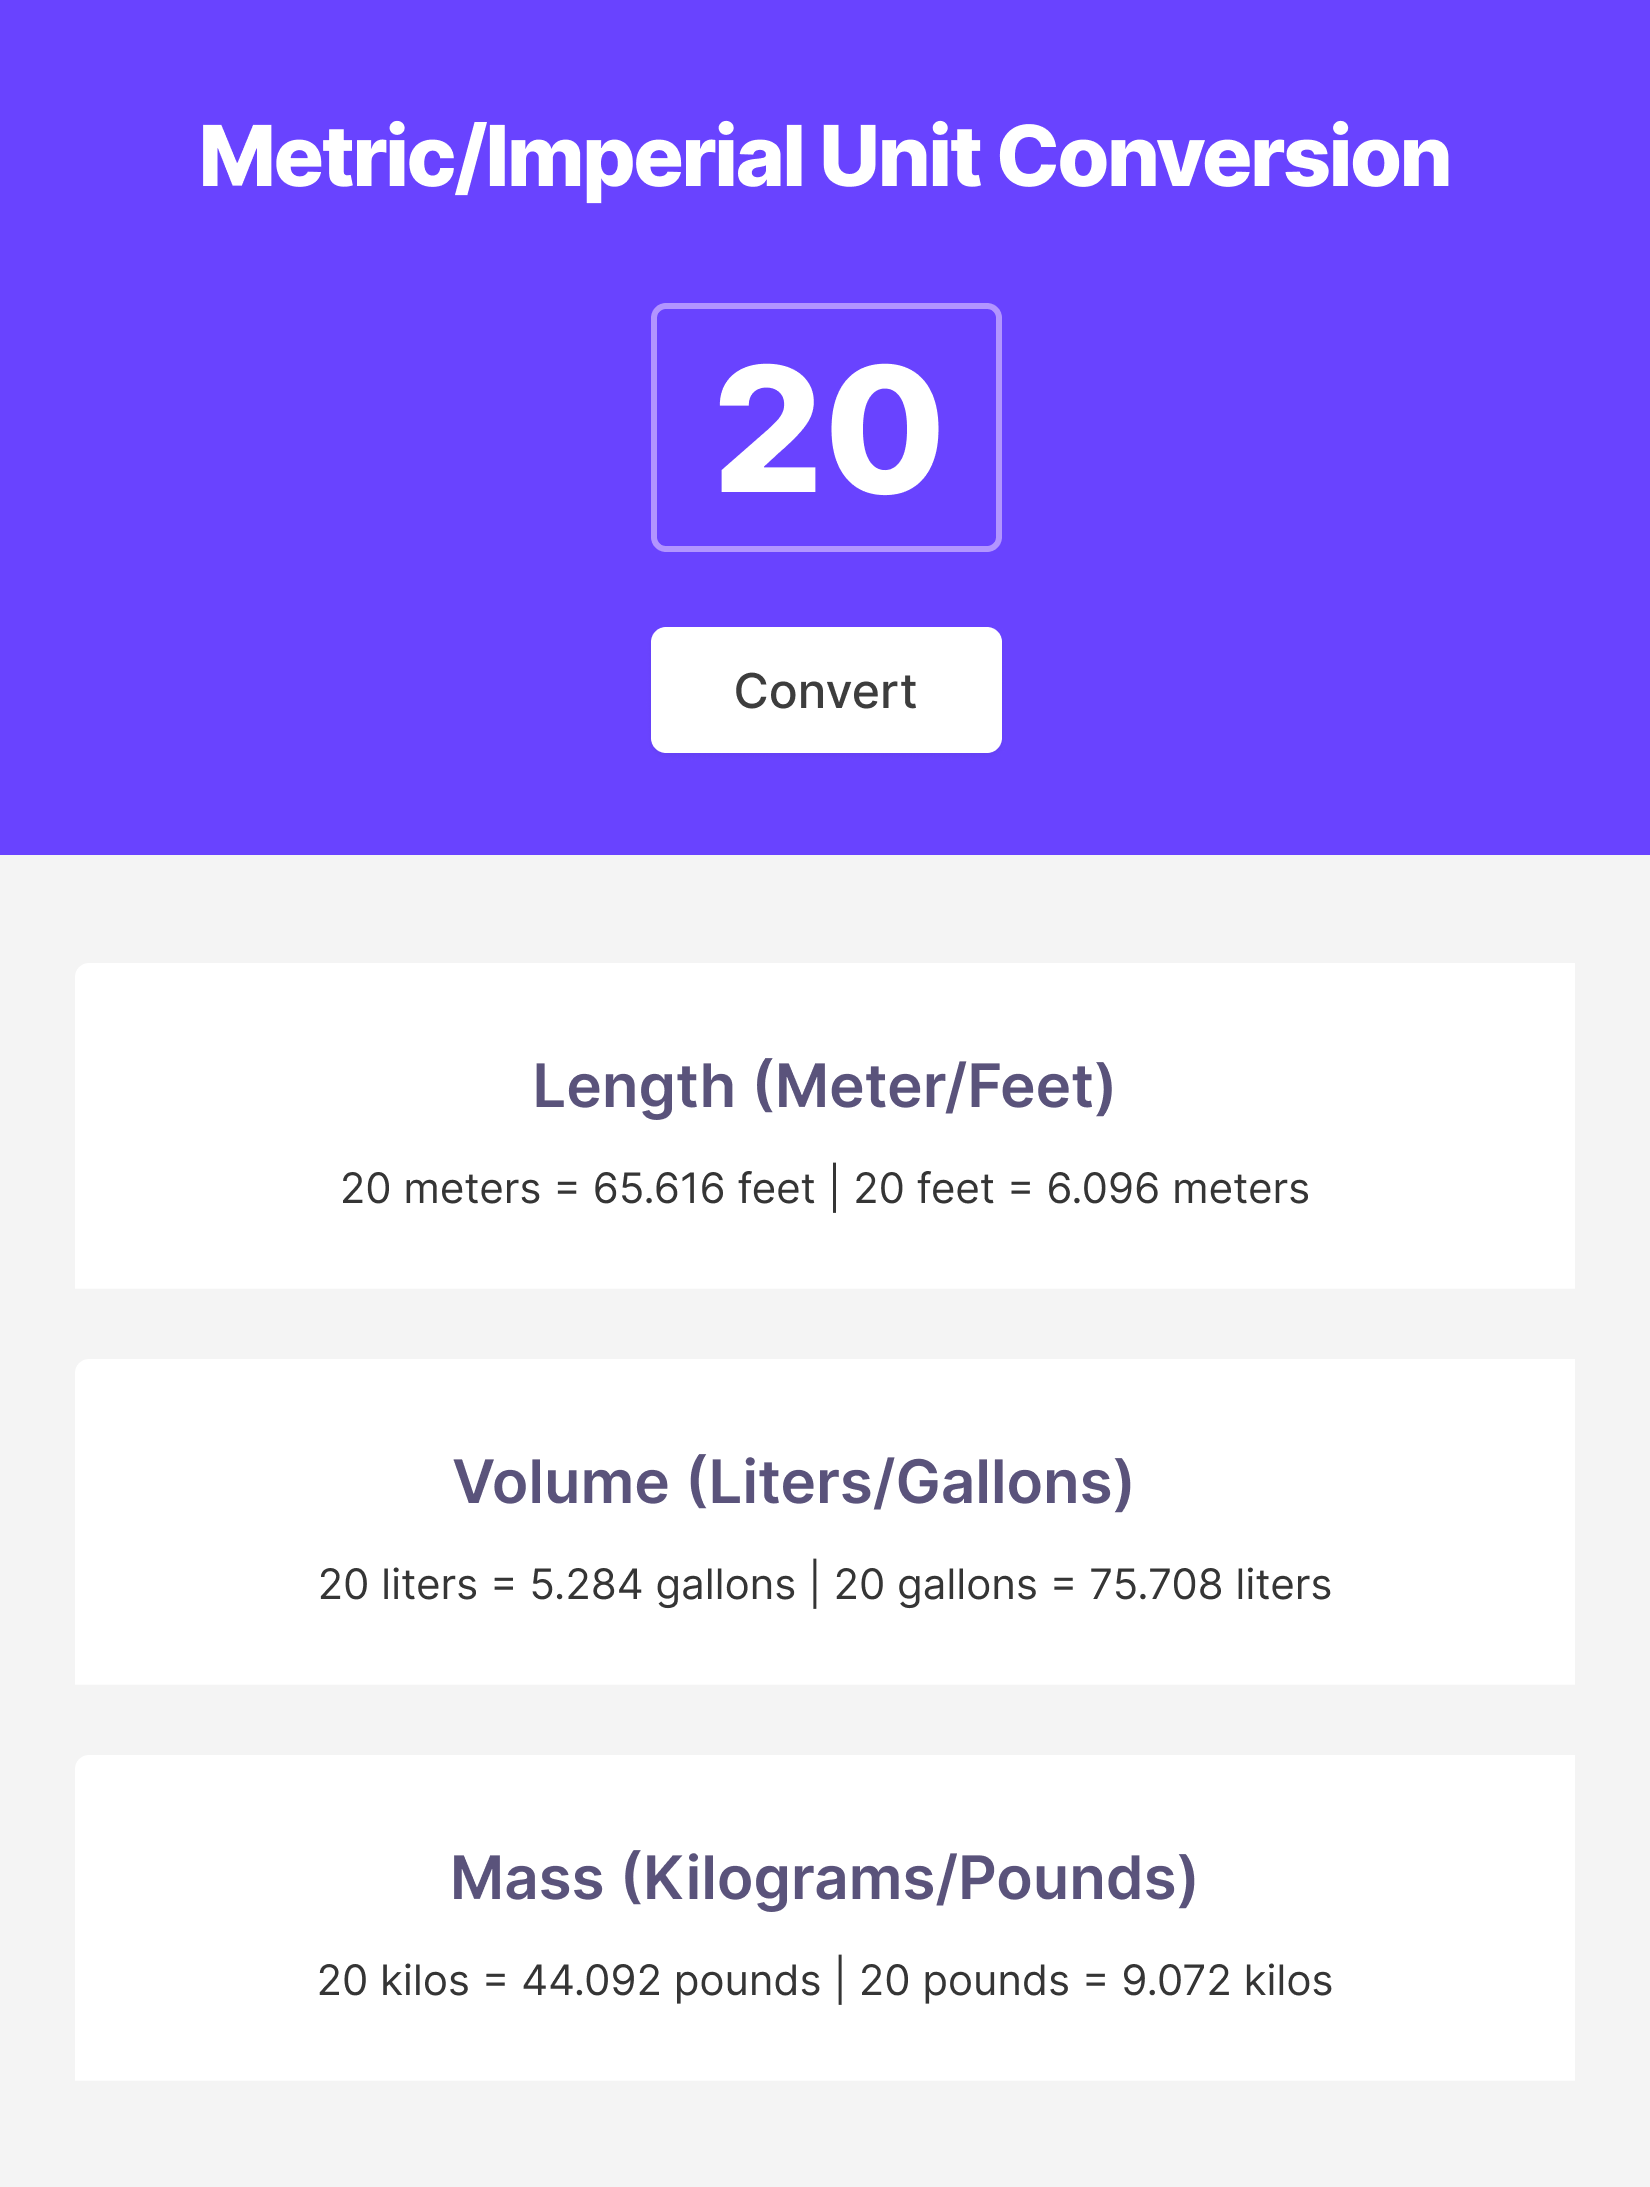 Metric/Imperial Unit Conversion
20
Convert
Length (Meter/Feet)
20 meters = 65.616 feet | 20 feet = 6.096 meters
Volume (Liters/Gallons)
20 liters = 5.284 gallons | 20 gallons = 75.708 liters
Mass (Kilograms/Pounds)
20 kilos = 44.092 pounds | 20 pounds = 9.072 kilos